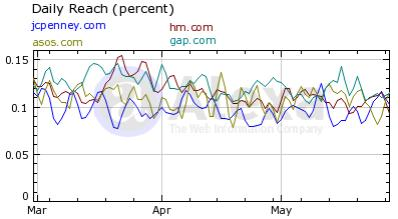 Daily Reach (percent)
jcpenney.com
hm.com
asos.com
gap.com
0.15
0.1
0.05
0
Alexa
The Web Information Company
Mar
Apr
May